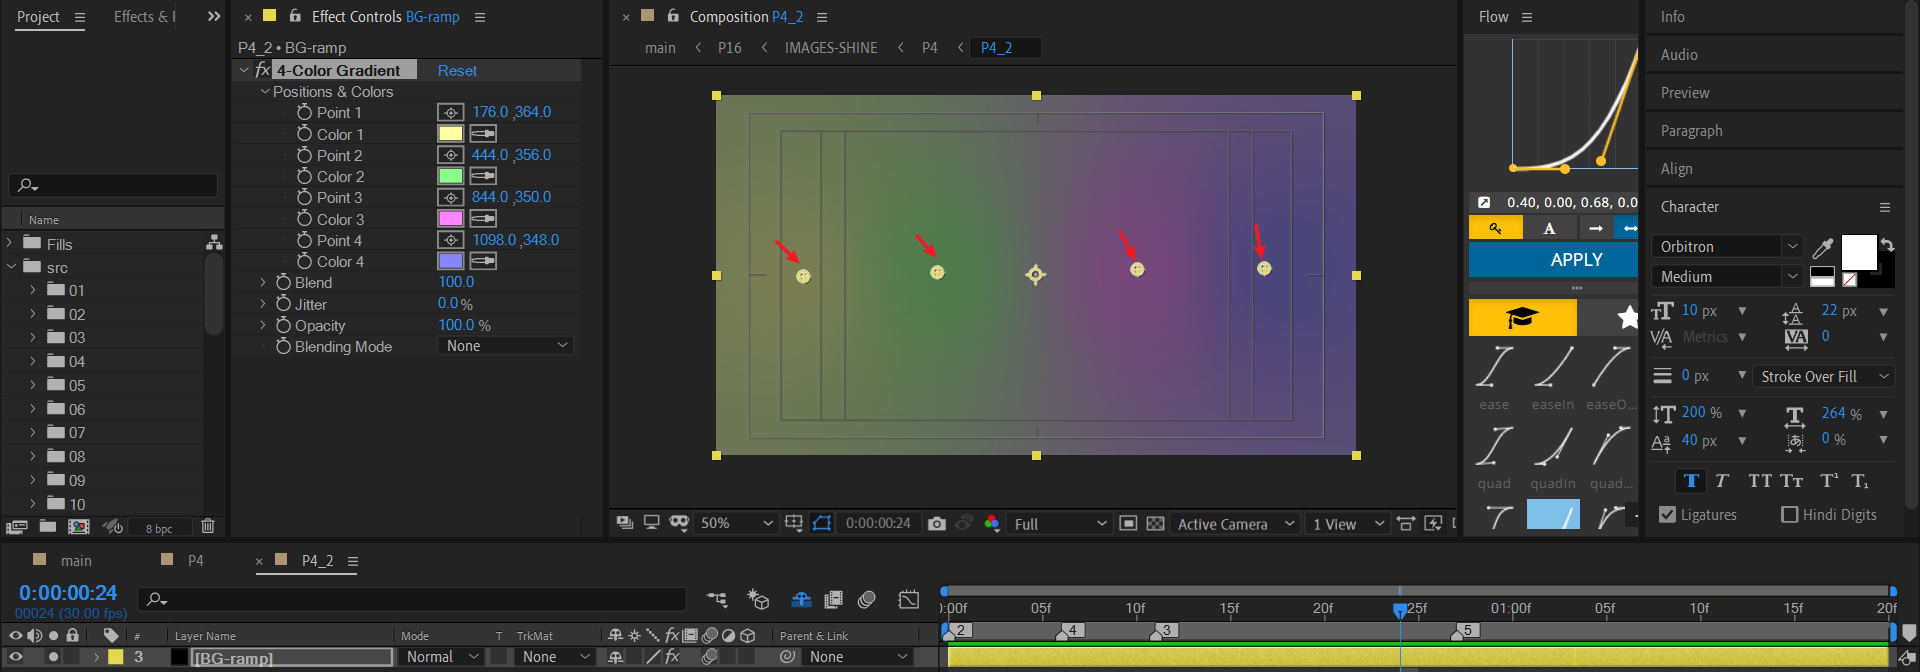 Project
Effects &
Effect Controls BG-ramp
Composition P4_2
Flow
Info
P4_2 • BG-ramp
main < P16 < IMAGES-SHINE < P4 < P4_2
Audio
fx 4-Color Gradient Reset
Positions & Colors
Point 1 176.0 ,364.0
Color 1
Point 2 444.0 ,356.0
Color 2
Point 3 844.0 ,350.0
Color 3
Point 4 1098.0 ,348.0
Color 4
Blend 100.0
Jitter 0.0 %
Opacity 100.0 %
Blending Mode None
Preview
Paragraph
Align
Character
Orbitron
Medium
10 px 22 px
Metrics 0
0 px Stroke Over Fill
200 % 264 %
40 px 0 %
T T TT Tт T¹ T₁
Ligatures Hindi Digits
0.40, 0.00, 0.68, 0.0
A
APPLY
ease easeIn easeO...
quad quadIn quad...
Name
Fills
src
01
02
03
04
05
06
07
08
09
10
8 bpc
50% 0:00:00:24 Full Active Camera 1 View
main P4 P4_2
0:00:00:24
00024 (30.00 fps)
):00f 05f 10f 15f 20f 25f 01:00f 05f 10f 15f 20f
2 4 3 5
# Layer Name Mode T TrkMat fx Parent & Link
3 [BG-ramp] Normal None fx None